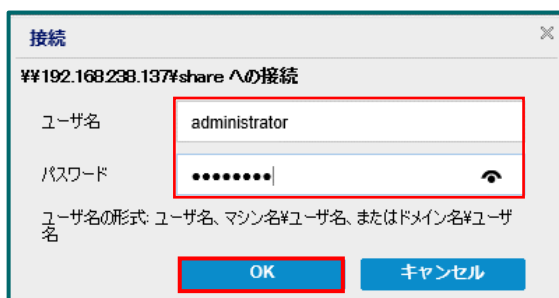 接続
¥¥192.168.238.137¥share への接続
ユーザ名
administrator
パスワード
●●●●●●●●
ユーザ名の形式: ユーザ名、マシン名¥ユーザ名、またはドメイン名¥ユーザ
名
OK
キャンセル